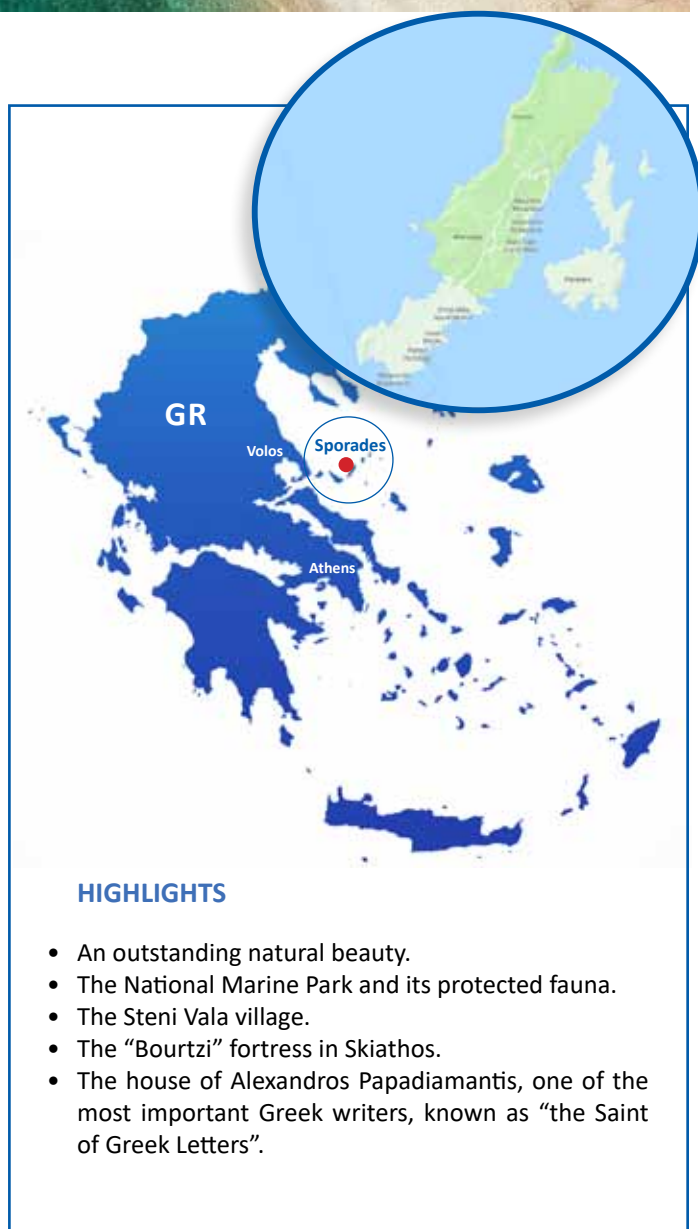 GR
Volos
Sporades
Athens
HIGHLIGHTS
• An outstanding natural beauty.
• The National Marine Park and its protected fauna.
• The Steni Vala village.
• The “Bourtzi” fortress in Skiathos.
• The house of Alexandros Papadiamantis, one of the
most important Greek writers, known as “the Saint
of Greek Letters”.